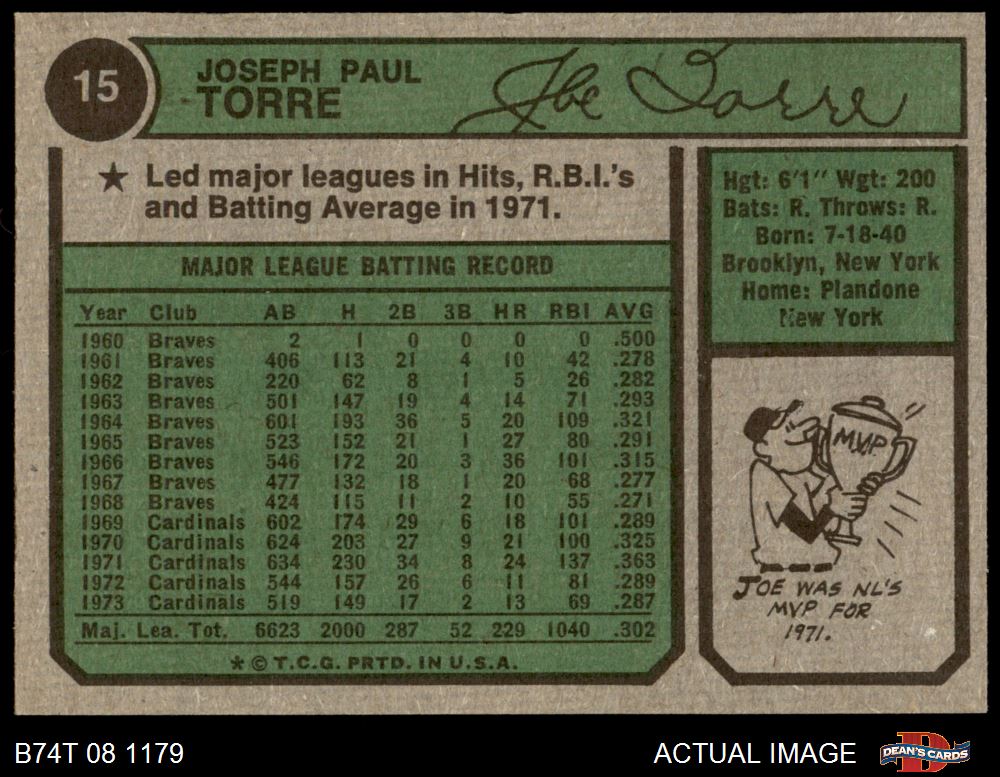 15
JOSEPH PAUL
TORRE
Joe Torre
★ Led major leagues in Hits, R.B.I.'s
and Batting Average in 1971.
MAJOR LEAGUE BATTING RECORD
Year Club AB H 2B 3B HR RBI AVG
1960 Braves 2 1 0 0 0 0 .500
1961 Braves 406 113 21 4 10 42 .278
1962 Braves 220 62 8 1 5 26 .282
1963 Braves 501 147 19 4 14 71 .293
1964 Braves 601 193 36 5 20 109 .321
1965 Braves 523 152 21 1 27 80 .291
1966 Braves 546 172 20 3 36 101 .315
1967 Braves 477 132 18 1 20 68 .277
1968 Braves 424 115 11 2 10 55 .271
1969 Cardinals 602 174 29 6 18 101 .289
1970 Cardinals 624 203 27 9 21 100 .325
1971 Cardinals 634 230 34 8 24 137 .363
1972 Cardinals 544 157 26 6 11 81 .289
1973 Cardinals 519 149 17 2 13 69 .287
Maj. Lea. Tot. 6623 2000 287 52 229 1040 .302
★ © T.C.G. PRTD. IN U.S.A.
Hgt: 6'1" Wgt: 200
Bats: R. Throws: R.
Born: 7-18-40
Brooklyn, New York
Home: Plandone
New York
MVP
JOE WAS NL'S
MVP FOR
1971.
B74T 08 1179
ACTUAL IMAGE
DEAN'S CARDS